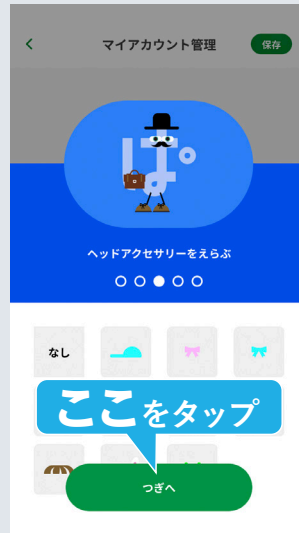 マイアカウント管理
保存
ぱ
ヘッドアクセサリーをえらぶ
なし
ここをタップ
つぎへ